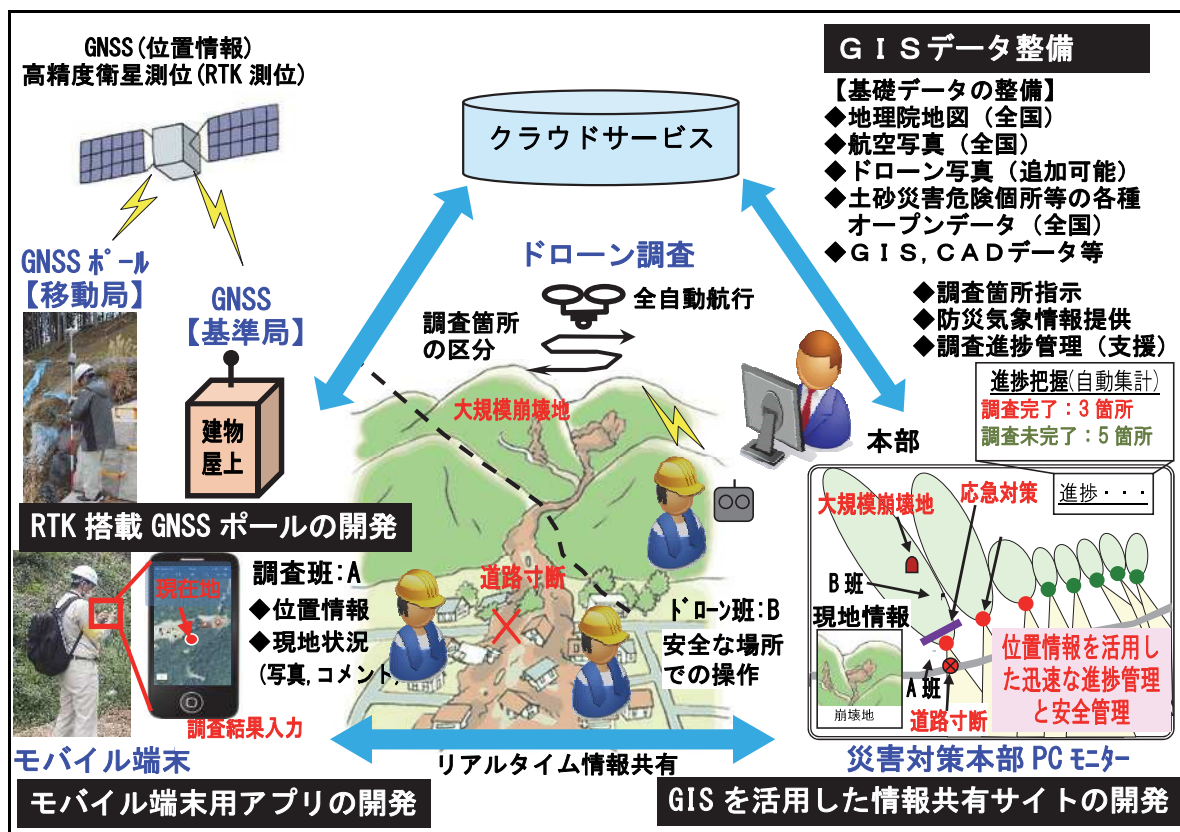 GNSS(位置情報)
高精度衛星測位(RTK測位)
GNSSﾎﾟｰﾙ
【移動局】
GNSS
【基準局】
建物
屋上
RTK搭載GNSSポールの開発
クラウドサービス
ドローン調査
全自動航行
調査箇所
の区分
大規模崩壊地
道路寸断
本部
GISデータ整備
【基礎データの整備】
◆地理院地図(全国)
◆航空写真(全国)
◆ドローン写真(追加可能)
◆土砂災害危険個所等の各種
オープンデータ(全国)
◆GIS,CADデータ等
◆調査箇所指示
◆防災気象情報提供
◆調査進捗管理(支援)
進捗把握(自動集計)
調査完了:3箇所
調査未完了:5箇所
進捗・・・
大規模崩壊地
応急対策
B班
現地情報
崩壊地
A班
道路寸断
位置情報を活用し
た迅速な進捗管理
と安全管理
現在地
調査班:A
◆位置情報
◆現地状況
(写真,コメント)
調査結果入力
ﾄﾞﾛｰﾝ班:B
安全な場所
での操作
リアルタイム情報共有
モバイル端末
モバイル端末用アプリの開発
災害対策本部PCﾓﾆﾀｰ
GISを活用した情報共有サイトの開発